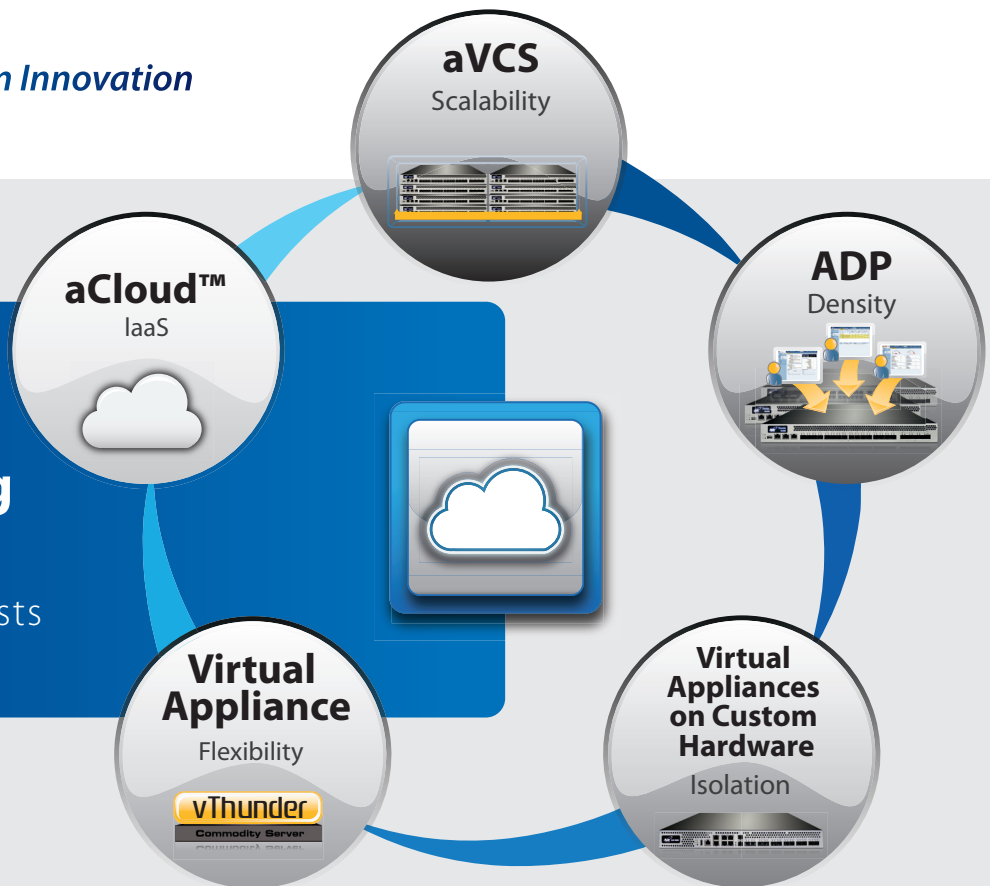 n Innovation
aVCS
Scalability
aCloud™
IaaS
ADP
Density
g
sts
Virtual
Appliance
Flexibility
vThunder
Commodity Server
Virtual
Appliances
on Custom
Hardware
Isolation